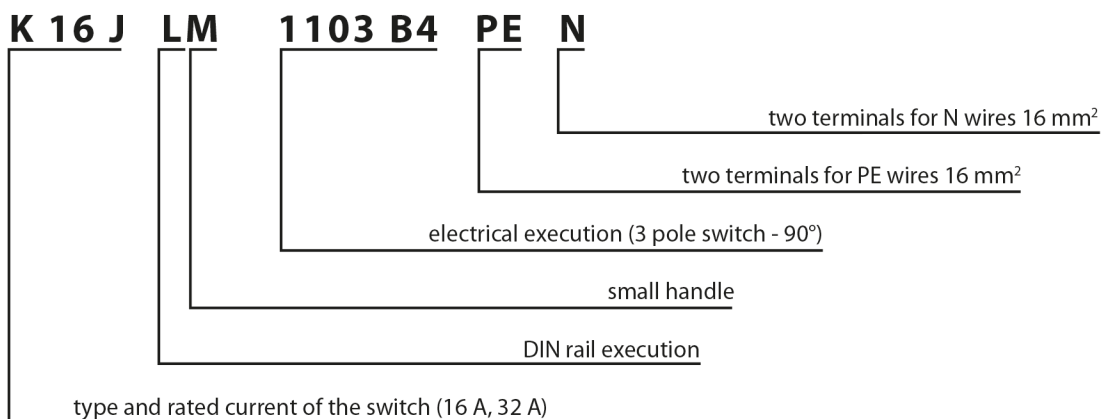 K 16 J LM 1103 B4 PE N
two terminals for N wires 16 mm²
two terminals for PE wires 16 mm²
electrical execution (3 pole switch - 90°)
small handle
DIN rail execution
type and rated current of the switch (16 A, 32 A)